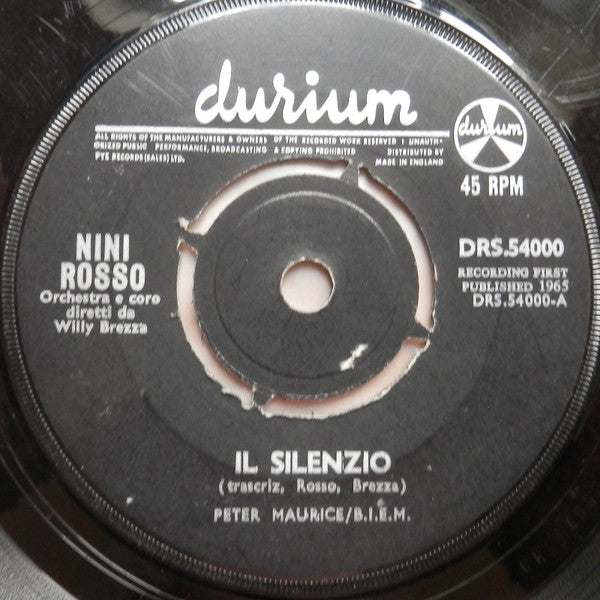 durium
ALL RIGHTS OF THE MANUFACTURERS & OWNERS OF THE RECORDED WORK RESERVED ! UNAUTH-
ORIZED PUBLIC PERFORMANCE, BROADCASTING & COPYING PROHIBITED DISTRIBUTED BY
PYE RECORDS (SALES) LTD. MADE IN ENGLAND
durium
45 RPM
NINI
ROSSO
Orchestra e coro
diretti da
Willy Brezza
DRS.54000
RECORDING FIRST
PUBLISHED 1965
DRS.54000-A
IL SILENZIO
(trascriz, Rosso, Brezza)
PETER MAURICE/B.I.E.M.